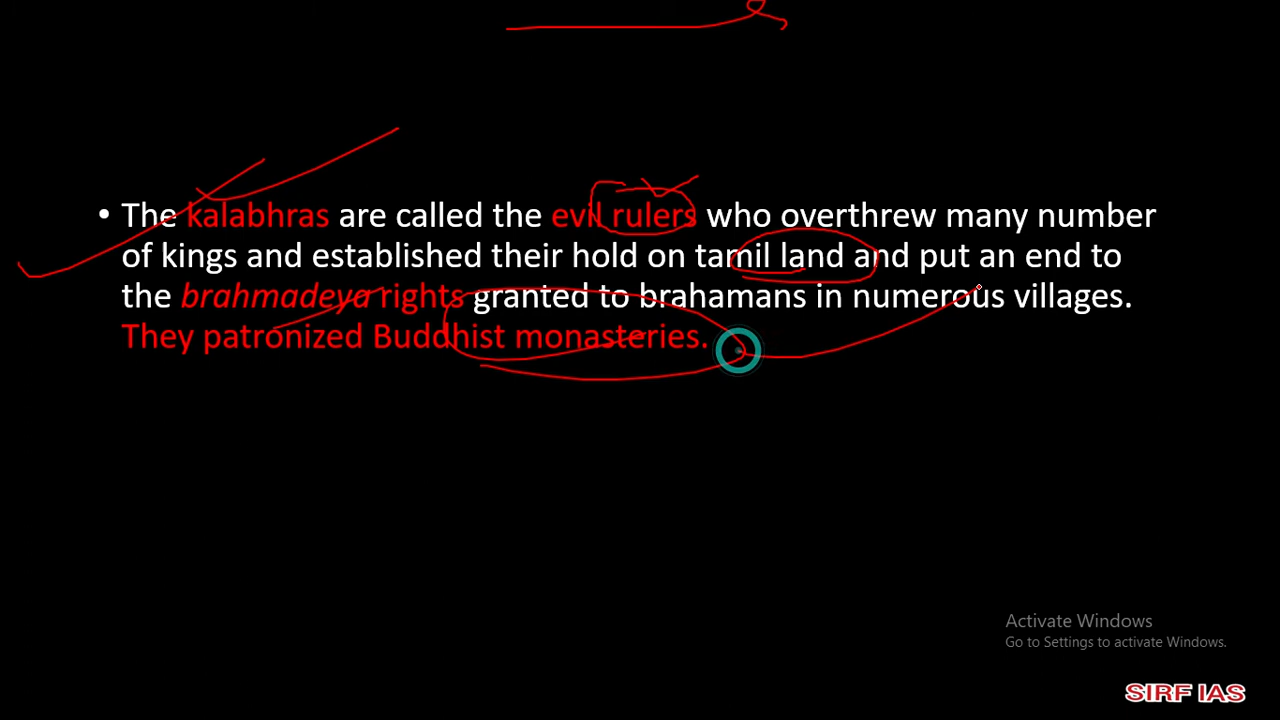 • The kalabhras are called the evil rulers who overthrew many number
of kings and established their hold on tamil land and put an end to
the brahmadeya rights granted to brahamans in numerous villages.
They patronized Buddhist monasteries.
Activate Windows
Go to Settings to activate Windows.
SIRF IAS